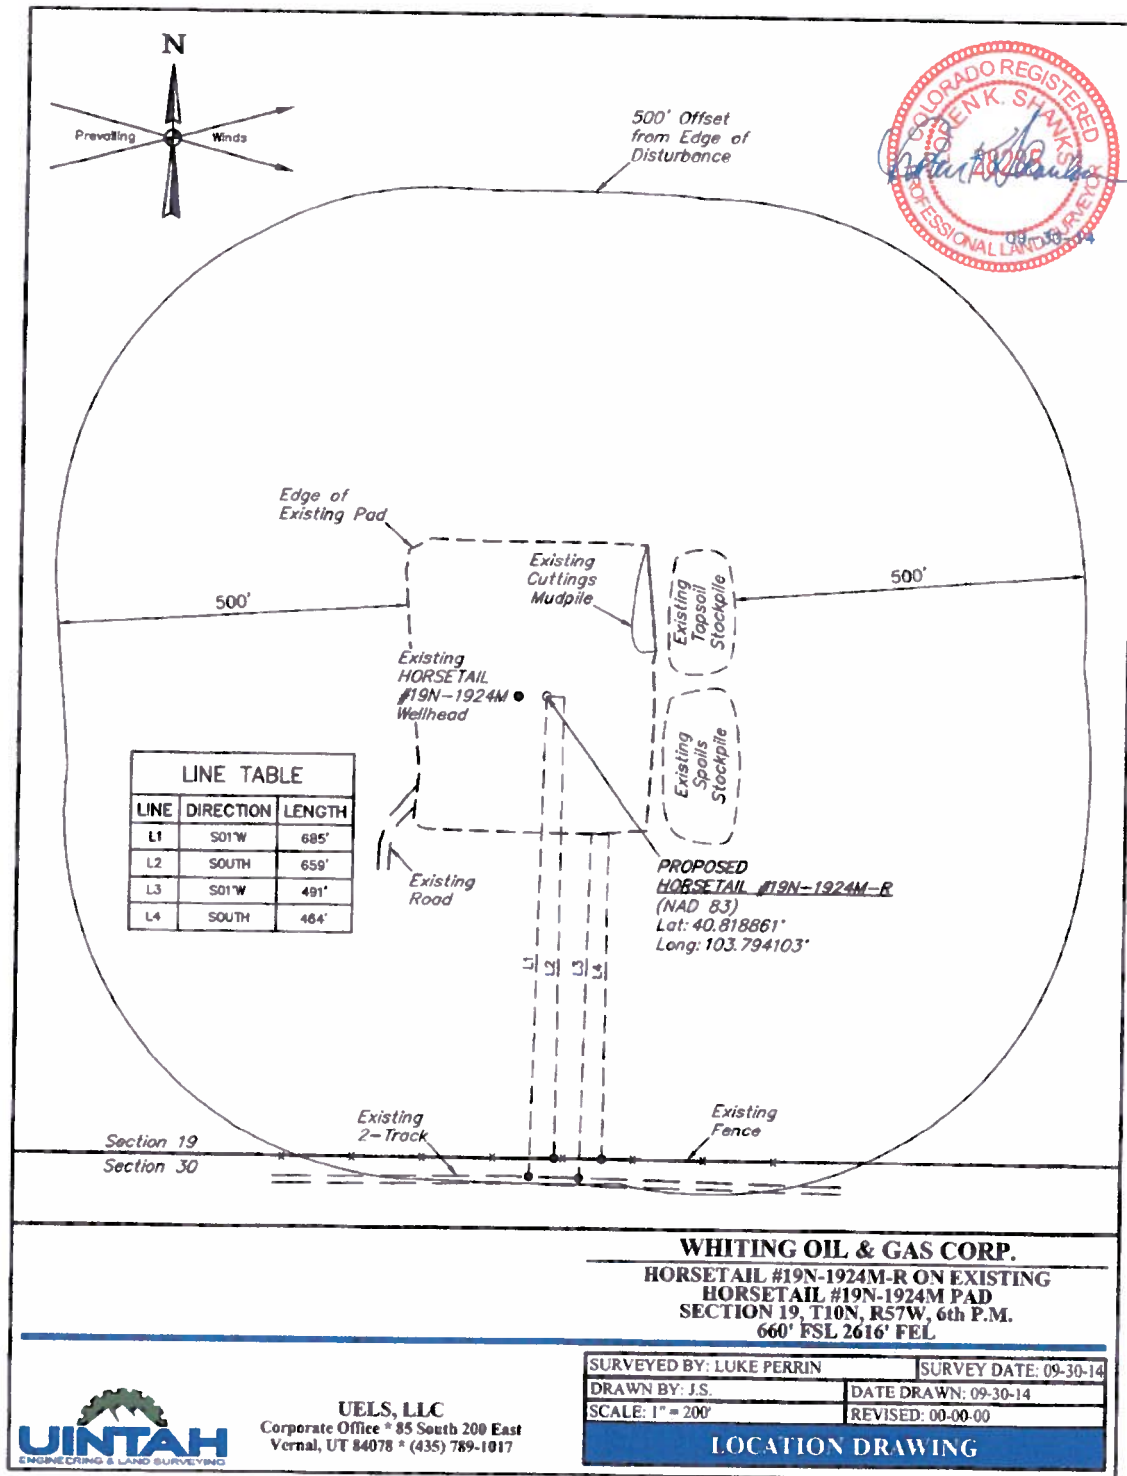 N
Prevailing Winds
500' Offset
from Edge of
Disturbance
COLORADO REGISTERED
LOREN K. SHANKS
28285
PROFESSIONAL LAND SURVEYOR
09-30-14
Edge of
Existing Pad
500'
500'
Existing
Cuttings
Mudpile
Existing
Topsoil
Stockpile
Existing
HORSETAIL
#19N-1924M
Wellhead
Existing
Spoils
Stockpile
LINE TABLE
LINE DIRECTION LENGTH
L1 S01°W 685'
L2 SOUTH 659'
L3 S01°W 491'
L4 SOUTH 464'
Existing
Road
PROPOSED
HORSETAIL #19N-1924M-R
(NAD 83)
Lat: 40.818861°
Long: 103.794103°
L1
L2
L3
L4
Existing
2-Track
Existing
Fence
Section 19
Section 30
WHITING OIL & GAS CORP.
HORSETAIL #19N-1924M-R ON EXISTING
HORSETAIL #19N-1924M PAD
SECTION 19, T10N, R57W, 6th P.M.
660' FSL 2616' FEL
SURVEYED BY: LUKE PERRIN SURVEY DATE: 09-30-14
DRAWN BY: J.S. DATE DRAWN: 09-30-14
SCALE: 1" = 200' REVISED: 00-00-00
LOCATION DRAWING
UINTAH
ENGINEERING & LAND SURVEYING
UELS, LLC
Corporate Office * 85 South 200 East
Vernal, UT 84078 * (435) 789-1017